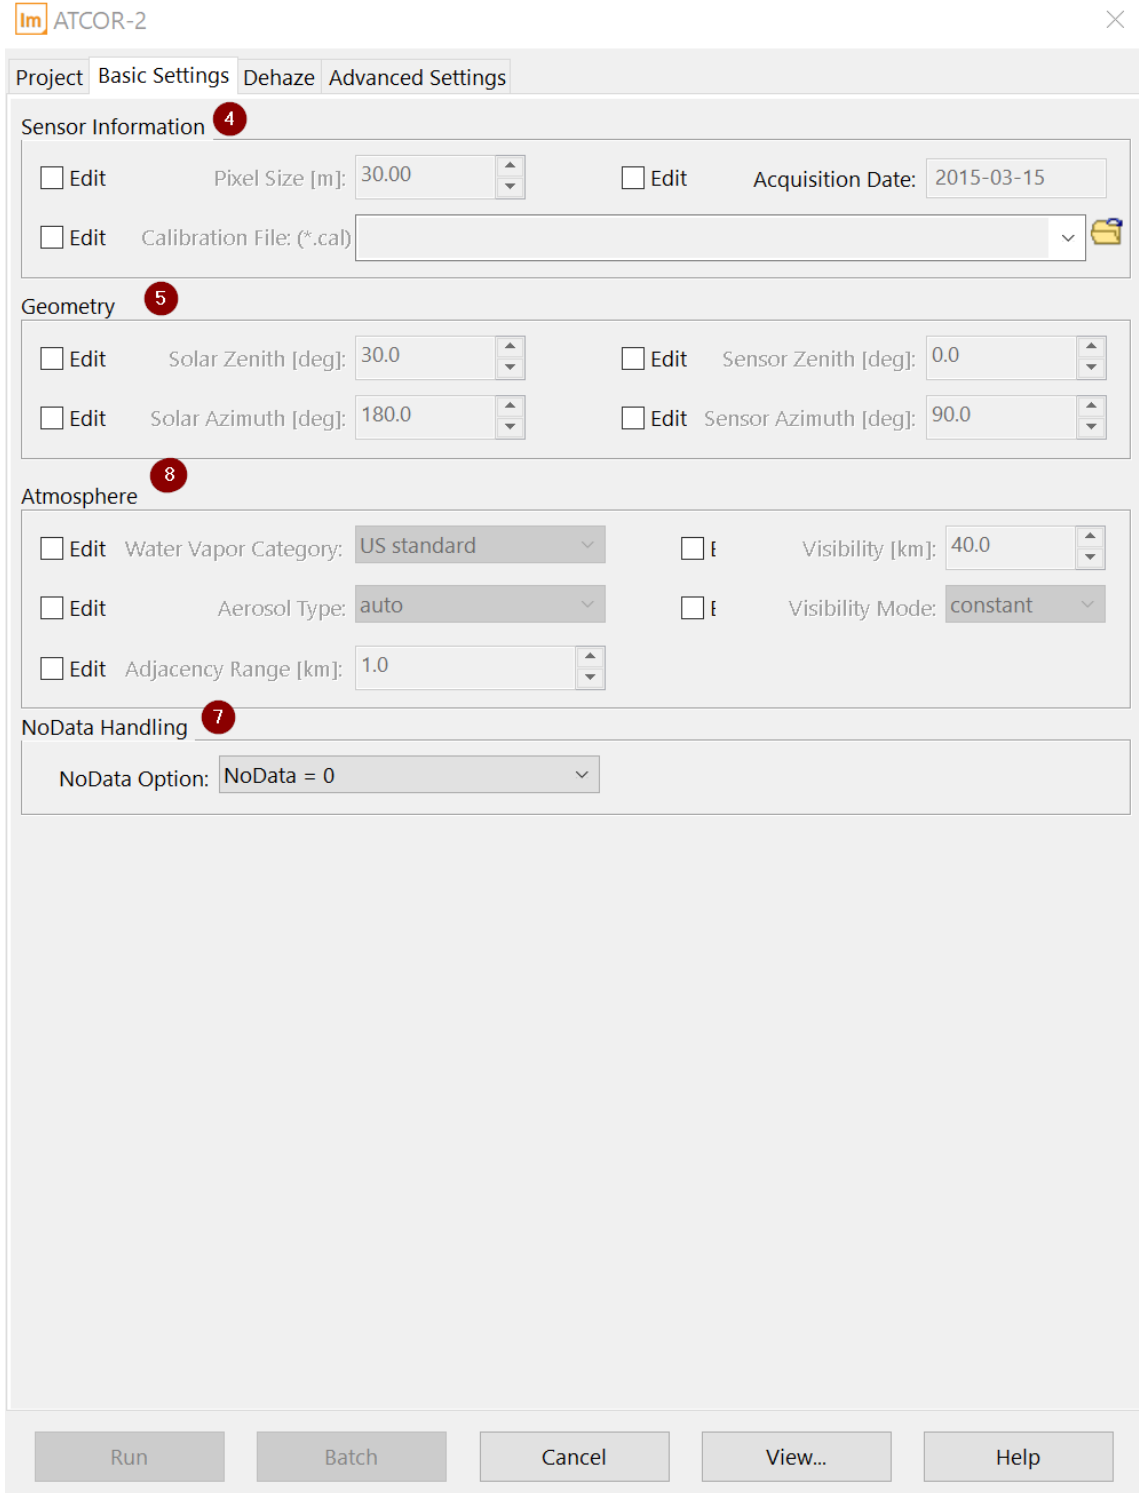 Im ATCOR-2
Project Basic Settings Dehaze Advanced Settings
Sensor Information 4
Edit Pixel Size [m]: 30.00 Edit Acquisition Date: 2015-03-15
Edit Calibration File: (*.cal)
Geometry 5
Edit Solar Zenith [deg]: 30.0 Edit Sensor Zenith [deg]: 0.0
Edit Solar Azimuth [deg]: 180.0 Edit Sensor Azimuth [deg]: 90.0
Atmosphere 8
Edit Water Vapor Category: US standard E Visibility [km]: 40.0
Edit Aerosol Type: auto E Visibility Mode: constant
Edit Adjacency Range [km]: 1.0
NoData Handling 7
NoData Option: NoData = 0
Run Batch Cancel View... Help